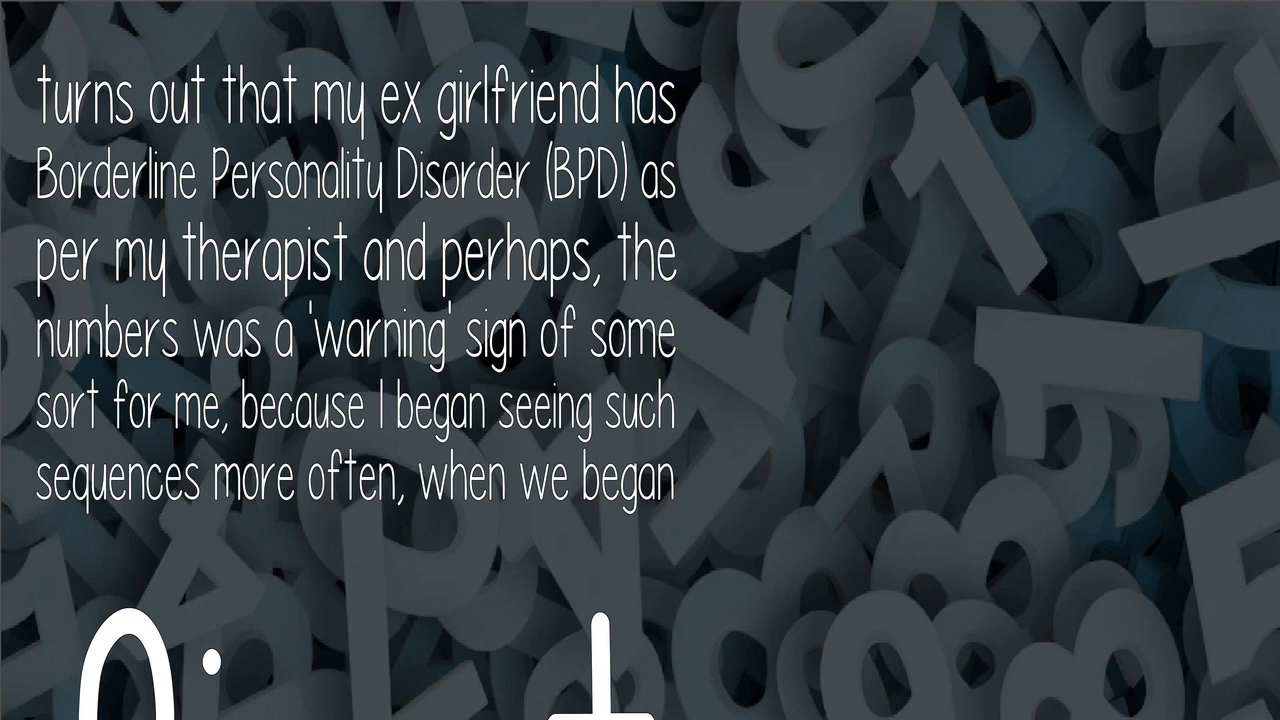 turns out that my ex girlfriend has
Borderline Personality Disorder (BPD) as
per my therapist and perhaps, the
numbers was a 'warning' sign of some
sort for me, because I began seeing such
sequences more often, when we began